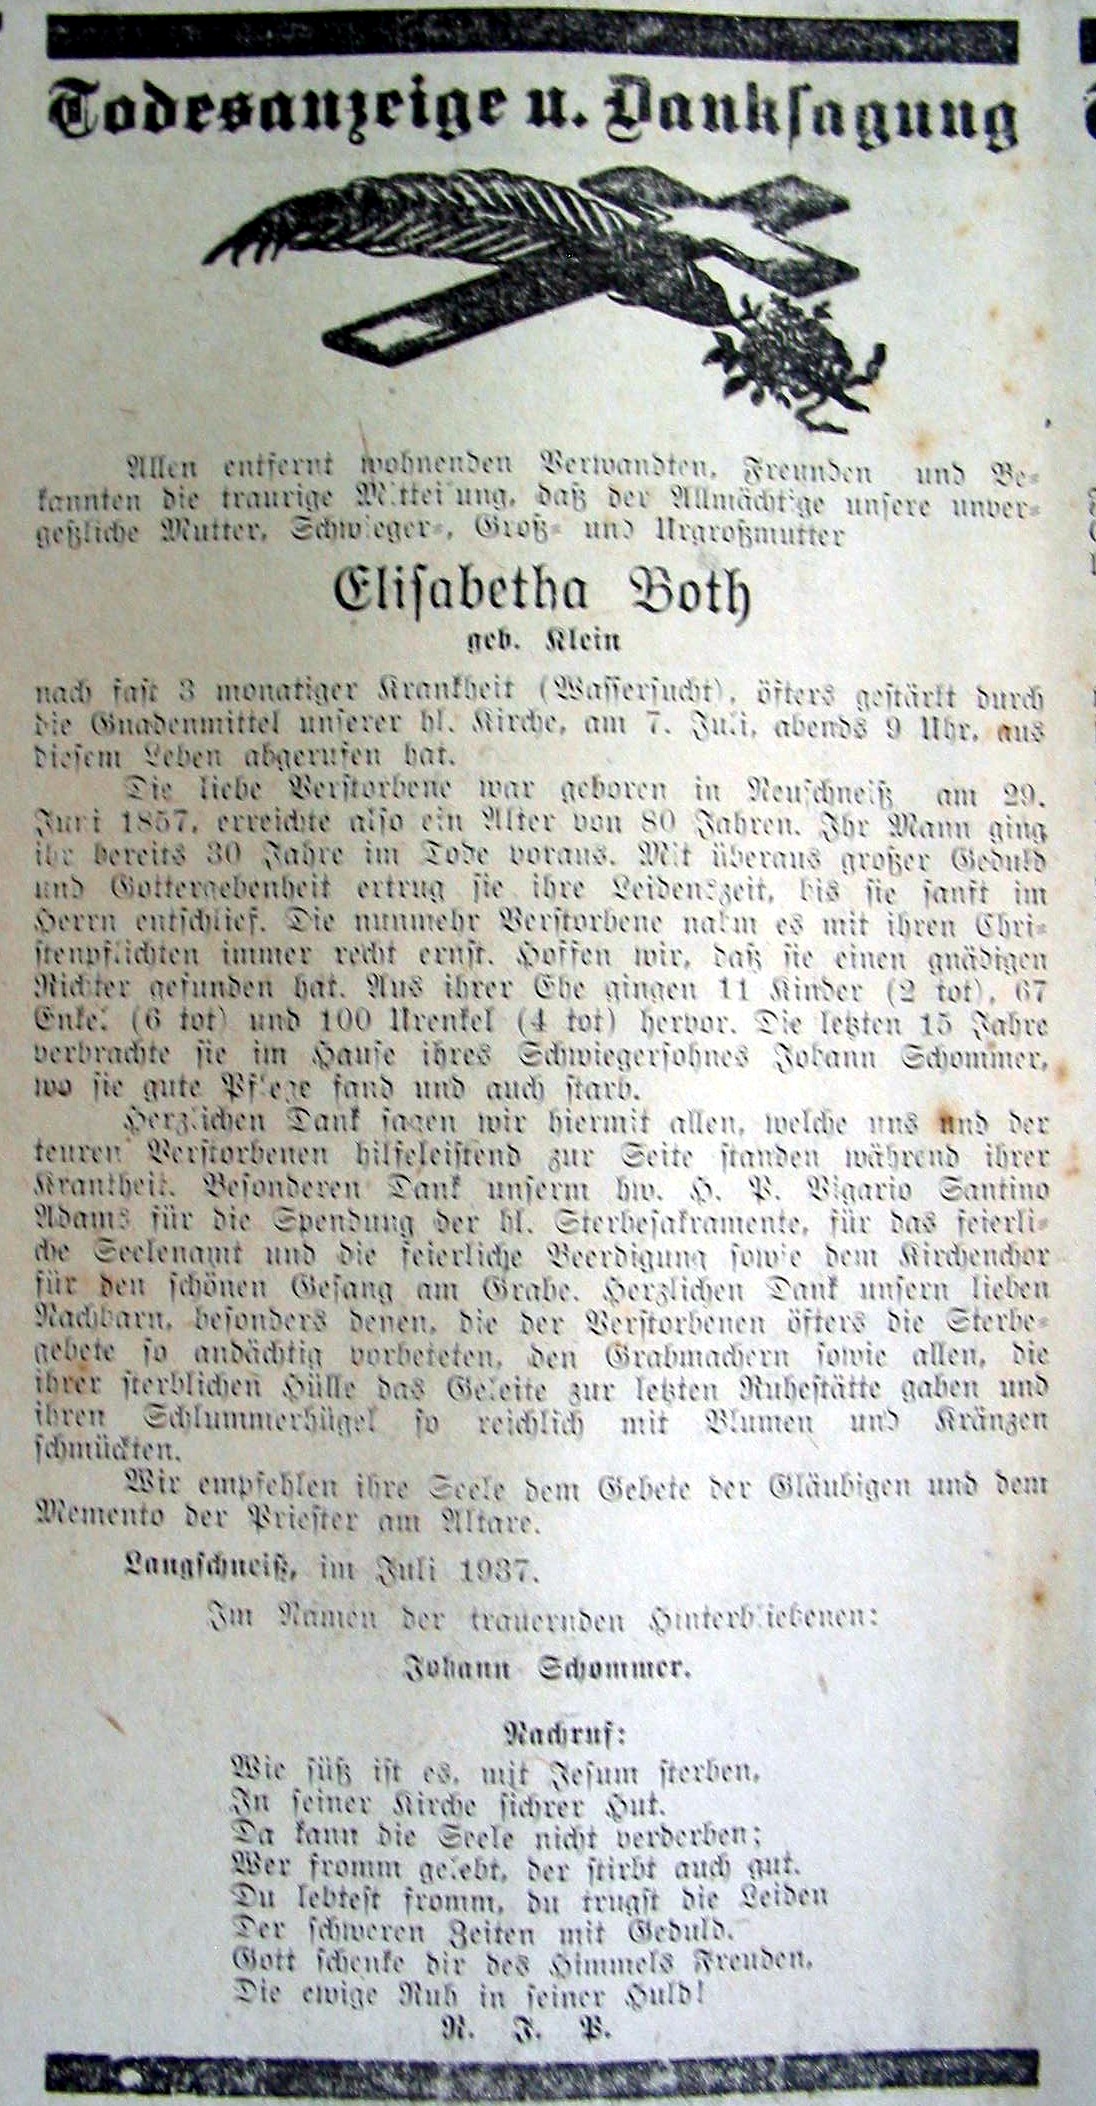 Todesanzeige u. Dankſagung
Allen entfernt wohnenden Verwandten, Freunden und Be-
kannten die traurige Mitteilung, daß der Allmächtige unſere unver-
geßliche Mutter, Schwieger-, Groß- und Urgroßmutter
Eliſabetha Both
geb. Klein
nach faſt 3 monatiger Krankheit (Waſſerſucht), öfters geſtärkt durch
die Gnadenmittel unſerer hl. Kirche, am 7. Juli, abends 9 Uhr, aus
dieſem Leben abgerufen hat.
Die liebe Verſtorbene war geboren in Neuſchneiß am 29.
Juni 1857, erreichte alſo ein Alter von 80 Jahren. Ihr Mann ging
ihr bereits 30 Jahre im Tode voraus. Mit überaus großer Geduld
und Gottergebenheit ertrug ſie ihre Leidenszeit, bis ſie ſanft im
Herrn entſchlief. Die nunmehr Verſtorbene nahm es mit ihren Chri-
ſtenpflichten immer recht ernſt. Hoffen wir, daß ſie einen gnädigen
Richter gefunden hat. Aus ihrer Ehe gingen 11 Kinder (2 tot), 67
Enkel (6 tot) und 100 Urenkel (4 tot) hervor. Die letzten 15 Jahre
verbrachte ſie im Hauſe ihres Schwiegerſohnes Johann Schommer,
wo ſie gute Pflege fand und auch ſtarb.
Herzlichen Dank ſagen wir hiermit allen, welche uns und der
teuren Verſtorbenen hilfeleiſtend zur Seite ſtanden während ihrer
Krankheit. Beſonderen Dank unſerm hw. H. P. Vigario Santino
Adams für die Spendung der hl. Sterbeſakramente, für das feierli-
che Seelenamt und die feierliche Beerdigung ſowie dem Kirchenchor
für den ſchönen Geſang am Grabe. Herzlichen Dank unſern lieben
Nachbarn, beſonders denen, die der Verſtorbenen öfters die Sterbe-
gebete ſo andächtig vorbeteten, den Grabmachern ſowie allen, die
ihrer ſterblichen Hülle das Geleite zur letzten Ruheſtätte gaben und
ihren Schlummerhügel ſo reichlich mit Blumen und Kränzen
ſchmückten.
Wir empfehlen ihre Seele dem Gebete der Gläubigen und dem
Memento der Prieſter am Altare.
Langſchneiß, im Juli 1937.
Im Namen der trauernden Hinterbliebenen:
Johann Schommer.
Nachruf:
Wie ſüß iſt es, mit Jeſum ſterben,
In ſeiner Kirche ſichrer Hut.
Da kann die Seele nicht verderben;
Wer fromm gelebt, der ſtirbt auch gut.
Du lebteſt fromm, du trugſt die Leiden
Der ſchweren Zeiten mit Geduld.
Gott ſchenke dir des Himmels Freuden,
Die ewige Ruh in ſeiner Huld!
R. J. P.